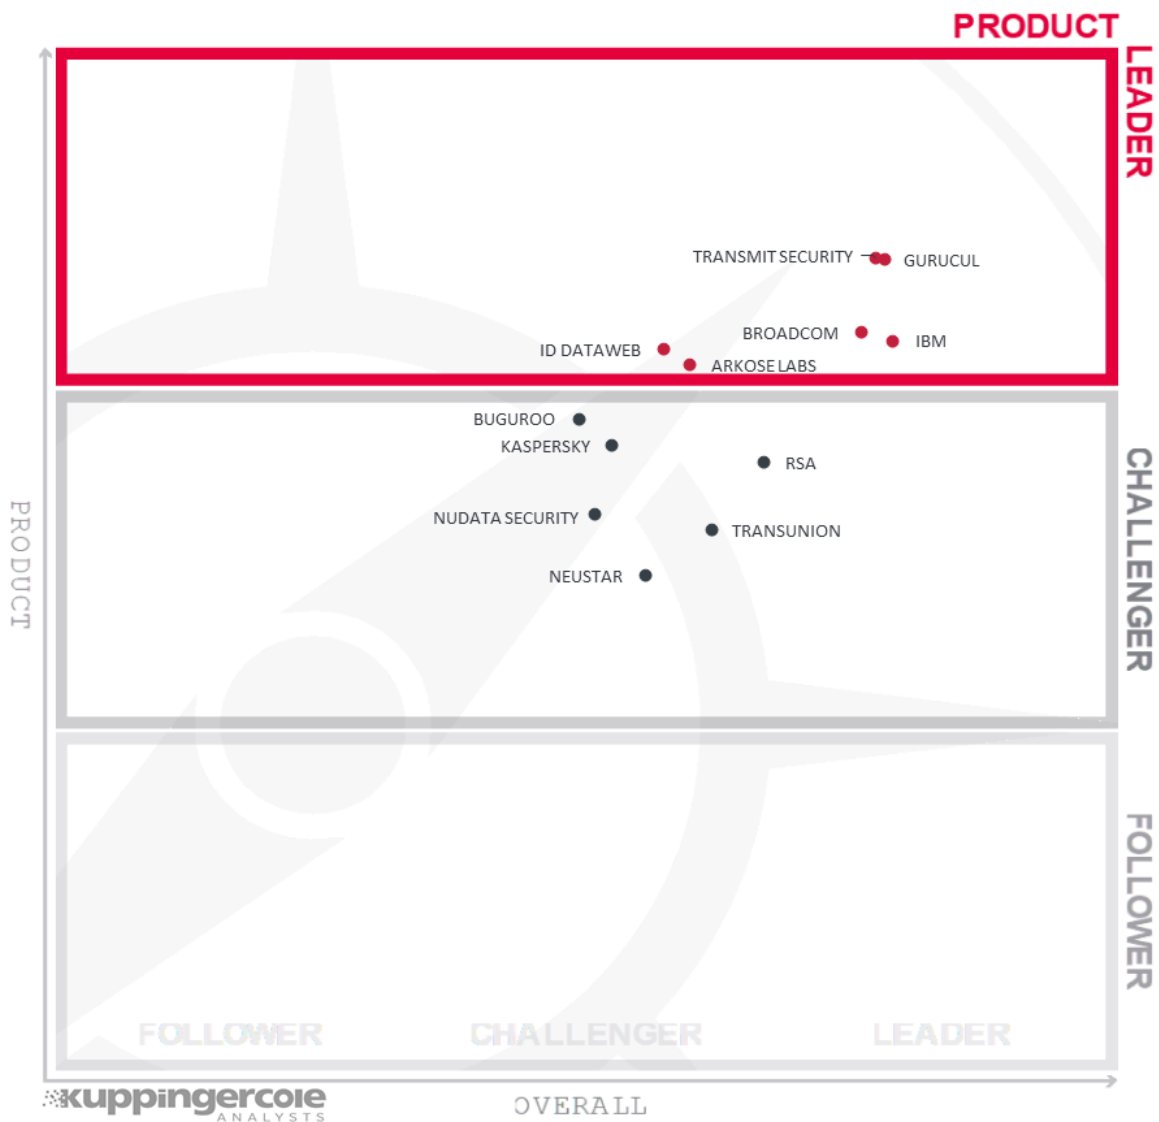 PRODUCT
LEADER
TRANSMIT SECURITY
GURUCUL
BROADCOM
IBM
ID DATAWEB
ARKOSE LABS
BUGUROO
KASPERSKY
RSA
CHALLENGER
NUDATA SECURITY
TRANSUNION
PRODUCT
NEUSTAR
FOLLOWER
FOLLOWER CHALLENGER LEADER
kuppingercole
ANALYSTS
OVERALL